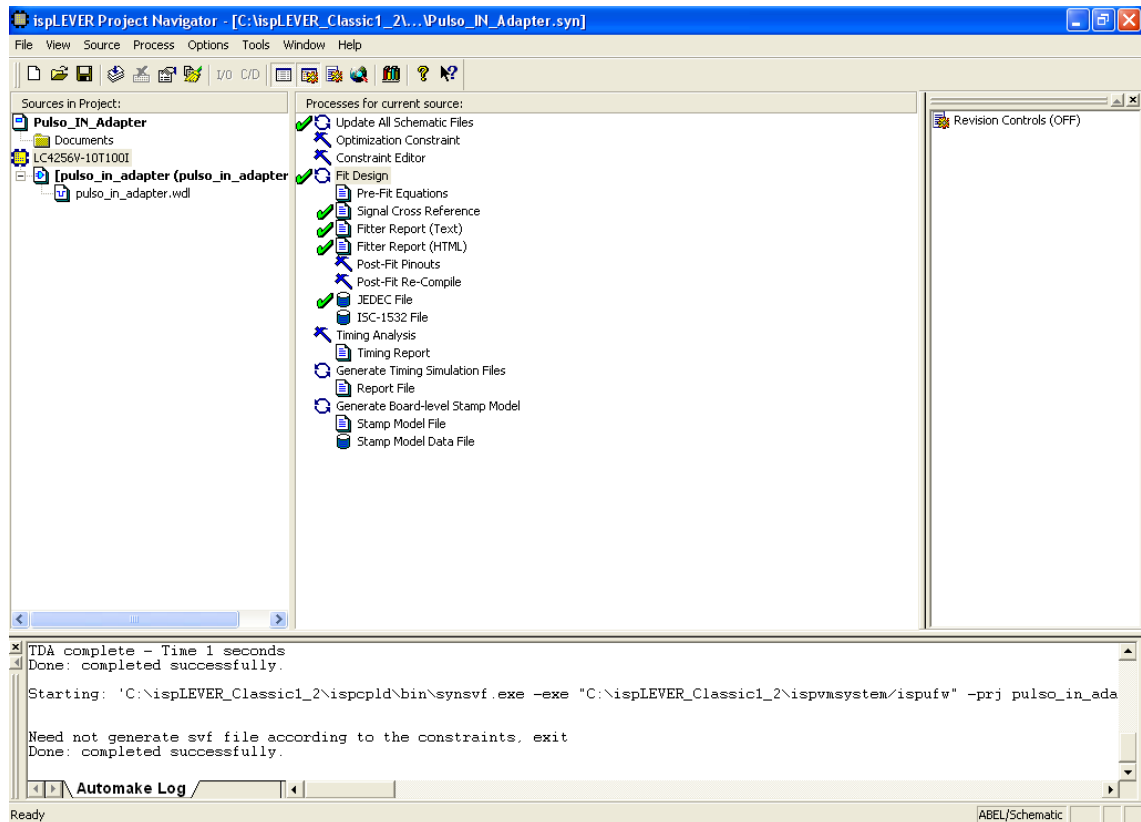 ispLEVER Project Navigator - [C:\ispLEVER_Classic1_2\...\Pulso_IN_Adapter.syn]
File View Source Process Options Tools Window Help
I/O C/D
Sources in Project:
Pulso_IN_Adapter
Documents
LC4256V-10T100I
[pulso_in_adapter (pulso_in_adapter
pulso_in_adapter.wdl
Processes for current source:
Update All Schematic Files
Optimization Constraint
Constraint Editor
Fit Design
Pre-Fit Equations
Signal Cross Reference
Fitter Report (Text)
Fitter Report (HTML)
Post-Fit Pinouts
Post-Fit Re-Compile
JEDEC File
ISC-1532 File
Timing Analysis
Timing Report
Generate Timing Simulation Files
Report File
Generate Board-level Stamp Model
Stamp Model File
Stamp Model Data File
Revision Controls (OFF)
TDA complete - Time 1 seconds
Done: completed successfully.
Starting: 'C:\ispLEVER_Classic1_2\ispcpld\bin\synsvf.exe -exe "C:\ispLEVER_Classic1_2\ispvmsystem/ispufw" -prj pulso_in_ada
Need not generate svf file according to the constraints, exit
Done: completed successfully.
Automake Log
Ready
ABEL/Schematic